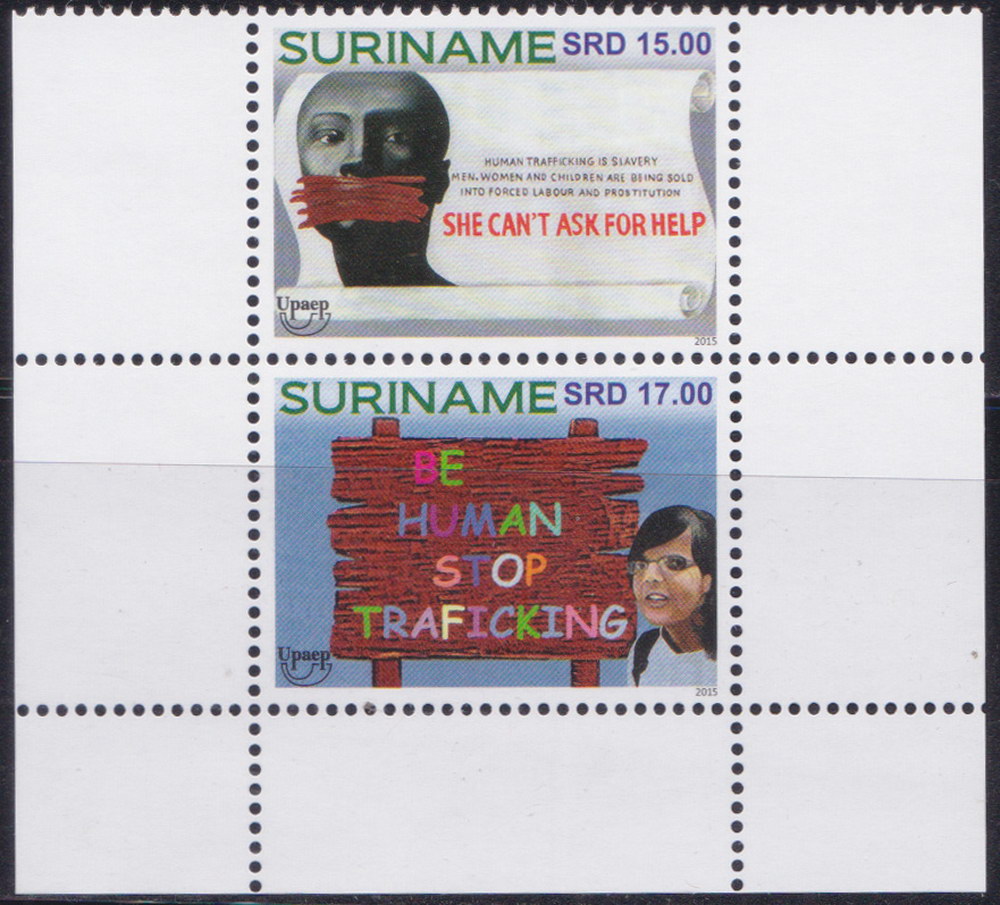 SURINAME SRD 15.00
HUMAN TRAFFICKING IS SLAVERY
MEN, WOMEN AND CHILDREN ARE BEING SOLD
INTO FORCED LABOUR AND PROSTITUTION
SHE CAN'T ASK FOR HELP
Upaep
2015
SURINAME SRD 17.00
BE
HUMAN
STOP
TRAFICKING
Upaep
2015